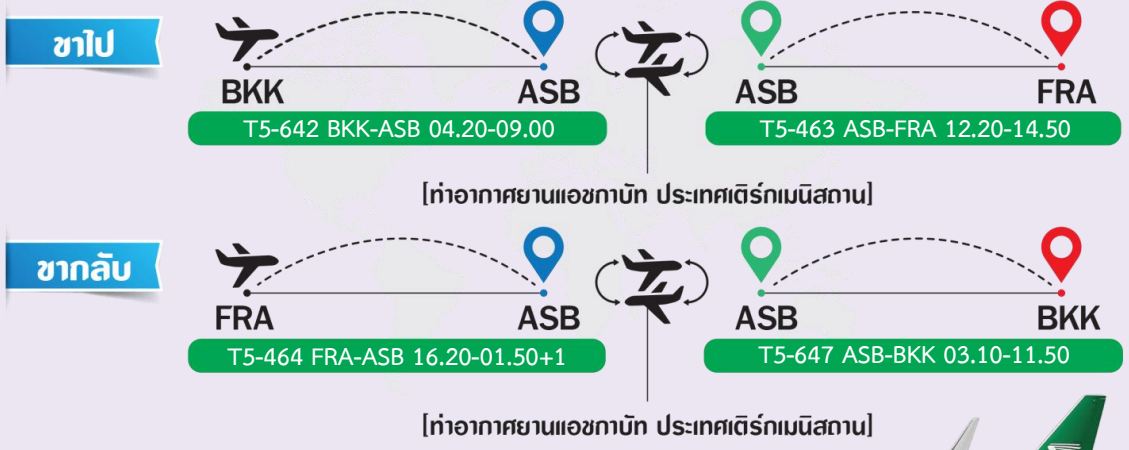 ขาไป
BKK ASB ASB FRA
T5-642 BKK-ASB 04.20-09.00 T5-463 ASB-FRA 12.20-14.50
[ท่าอากาศยานแอชกาบัท ประเทศเติร์กเมนิสถาน]
ขากลับ
FRA ASB ASB BKK
T5-464 FRA-ASB 16.20-01.50+1 T5-647 ASB-BKK 03.10-11.50
[ท่าอากาศยานแอชกาบัท ประเทศเติร์กเมนิสถาน]